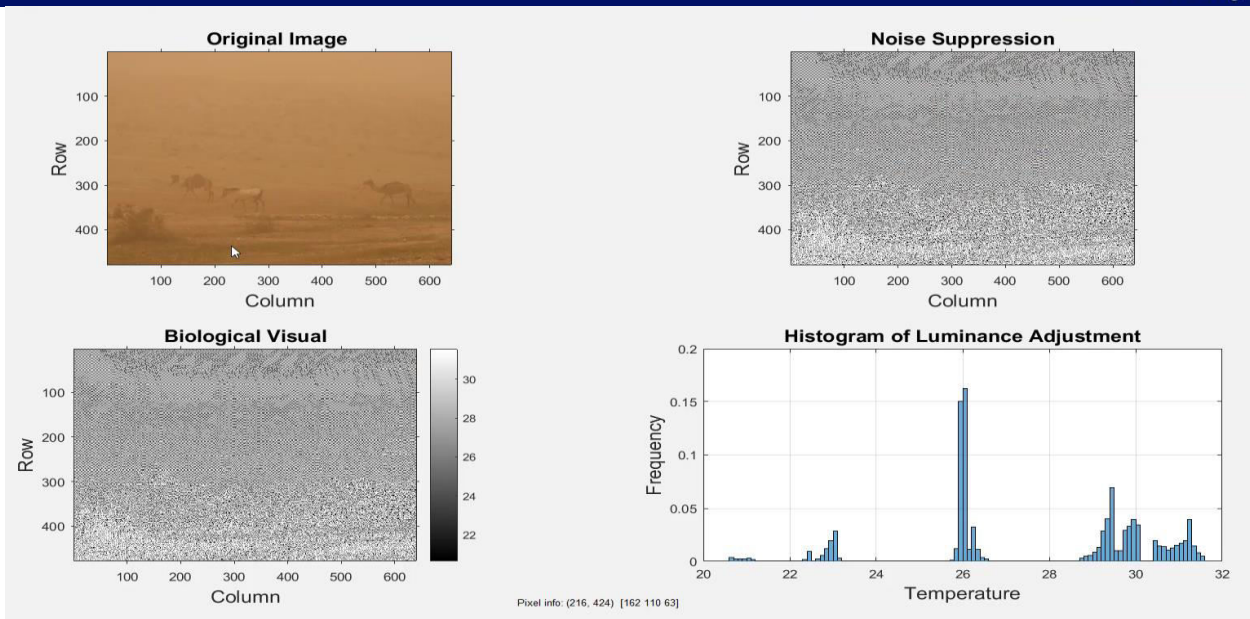 Original Image
Row
100
200
300
400
100 200 300 400 500 600
Column
Noise Suppression
Row
100
200
300
400
100 200 300 400 500 600
Column
Biological Visual
Row
100
200
300
400
100 200 300 400 500 600
Column
30
28
26
24
22
Histogram of Luminance Adjustment
Frequency
0.2
0.15
0.1
0.05
0
20 22 24 26 28 30 32
Temperature
Pixel info: (216, 424) [162 110 63]